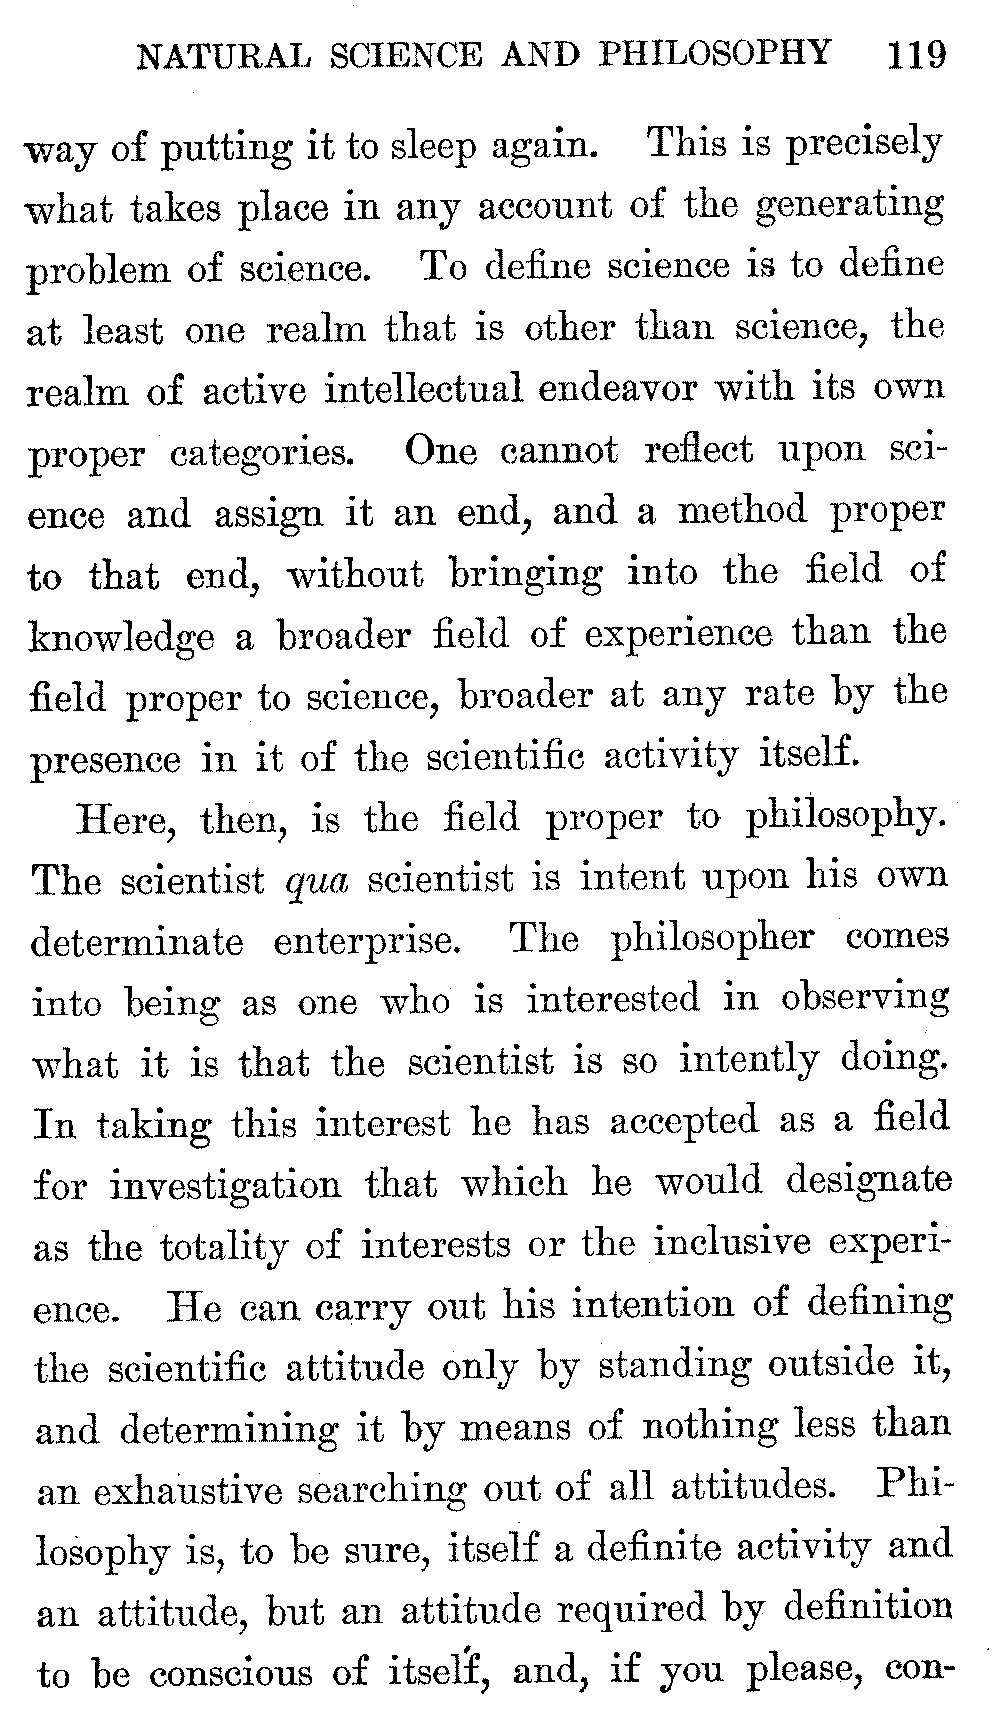 NATURAL SCIENCE AND PHILOSOPHY 119
way of putting it to sleep again. This is precisely
what takes place in any account of the generating
problem of science. To define science is to define
at least one realm that is other than science, the
realm of active intellectual endeavor with its own
proper categories. One cannot reflect upon sci-
ence and assign it an end, and a method proper
to that end, without bringing into the field of
knowledge a broader field of experience than the
field proper to science, broader at any rate by the
presence in it of the scientific activity itself.
Here, then, is the field proper to philosophy.
The scientist qua scientist is intent upon his own
determinate enterprise. The philosopher comes
into being as one who is interested in observing
what it is that the scientist is so intently doing.
In taking this interest he has accepted as a field
for investigation that which he would designate
as the totality of interests or the inclusive experi-
ence. He can carry out his intention of defining
the scientific attitude only by standing outside it,
and determining it by means of nothing less than
an exhaustive searching out of all attitudes. Phi-
losophy is, to be sure, itself a definite activity and
an attitude, but an attitude required by definition
to be conscious of itself, and, if you please, con-